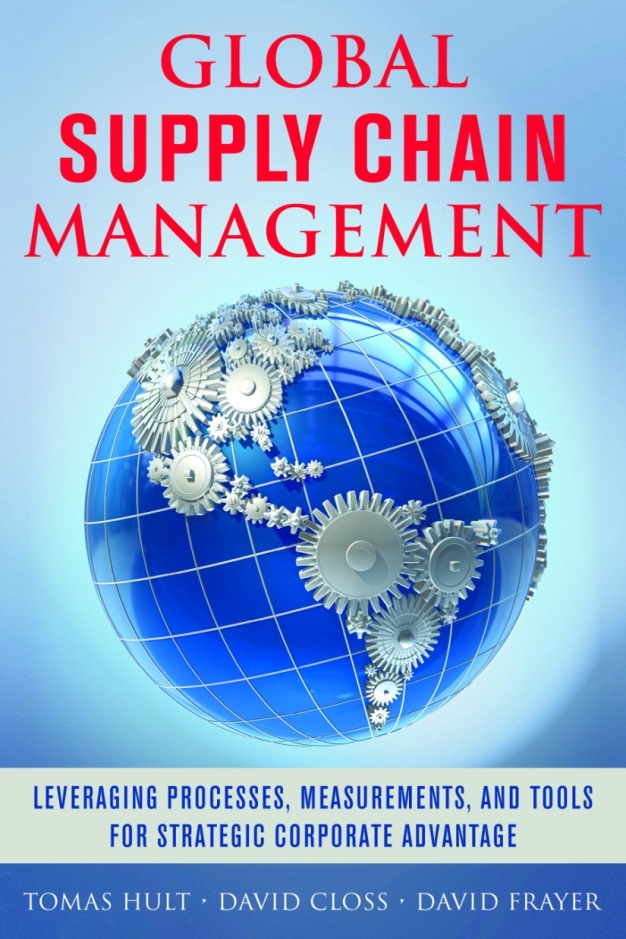 GLOBAL
SUPPLY CHAIN
MANAGEMENT
LEVERAGING PROCESSES, MEASUREMENTS, AND TOOLS
FOR STRATEGIC CORPORATE ADVANTAGE
TOMAS HULT · DAVID CLOSS · DAVID FRAYER